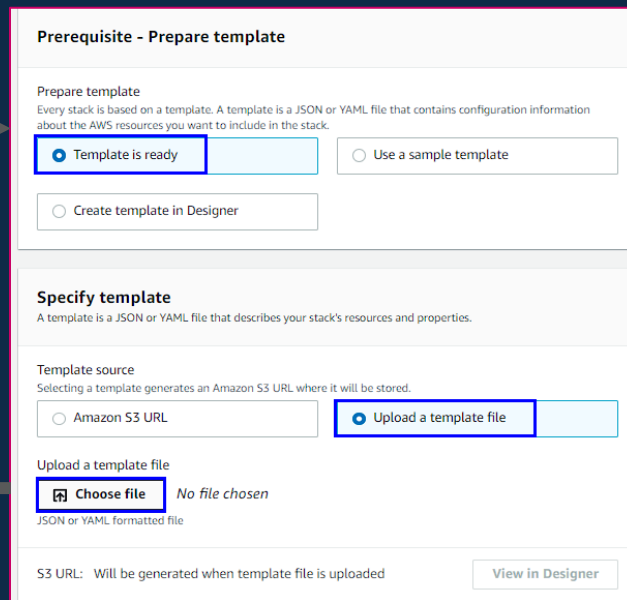 Prerequisite - Prepare template
Prepare template
Every stack is based on a template. A template is a JSON or YAML file that contains configuration information
about the AWS resources you want to include in the stack.
Template is ready
Use a sample template
Create template in Designer
Specify template
A template is a JSON or YAML file that describes your stack's resources and properties.
Template source
Selecting a template generates an Amazon S3 URL where it will be stored.
Amazon S3 URL
Upload a template file
Upload a template file
Choose file
No file chosen
JSON or YAML formatted file
S3 URL: Will be generated when template file is uploaded
View in Designer